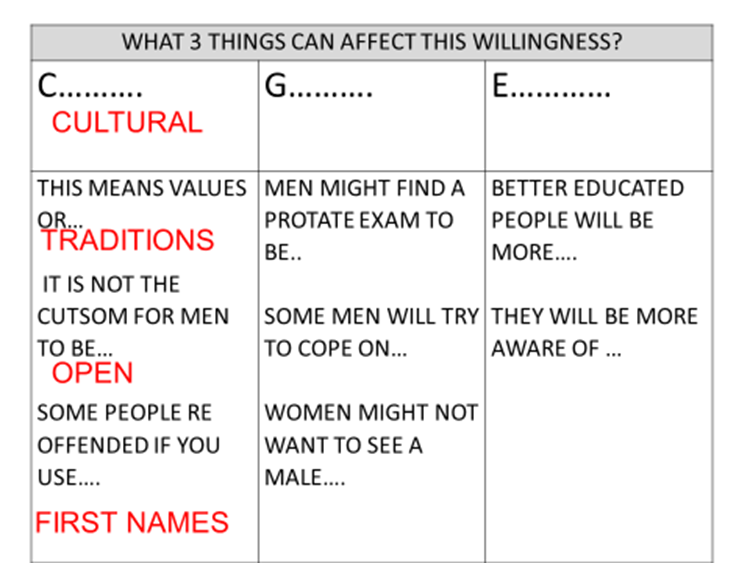 WHAT 3 THINGS CAN AFFECT THIS WILLINGNESS?
C..........
CULTURAL
G..........
E............
THIS MEANS VALUES
OR...
TRADITIONS
IT IS NOT THE
CUTSOM FOR MEN
TO BE...
OPEN
SOME PEOPLE RE
OFFENDED IF YOU
USE....
FIRST NAMES
MEN MIGHT FIND A
PROTATE EXAM TO
BE..
SOME MEN WILL TRY
TO COPE ON...
WOMEN MIGHT NOT
WANT TO SEE A
MALE....
BETTER EDUCATED
PEOPLE WILL BE
MORE....
THEY WILL BE MORE
AWARE OF ...